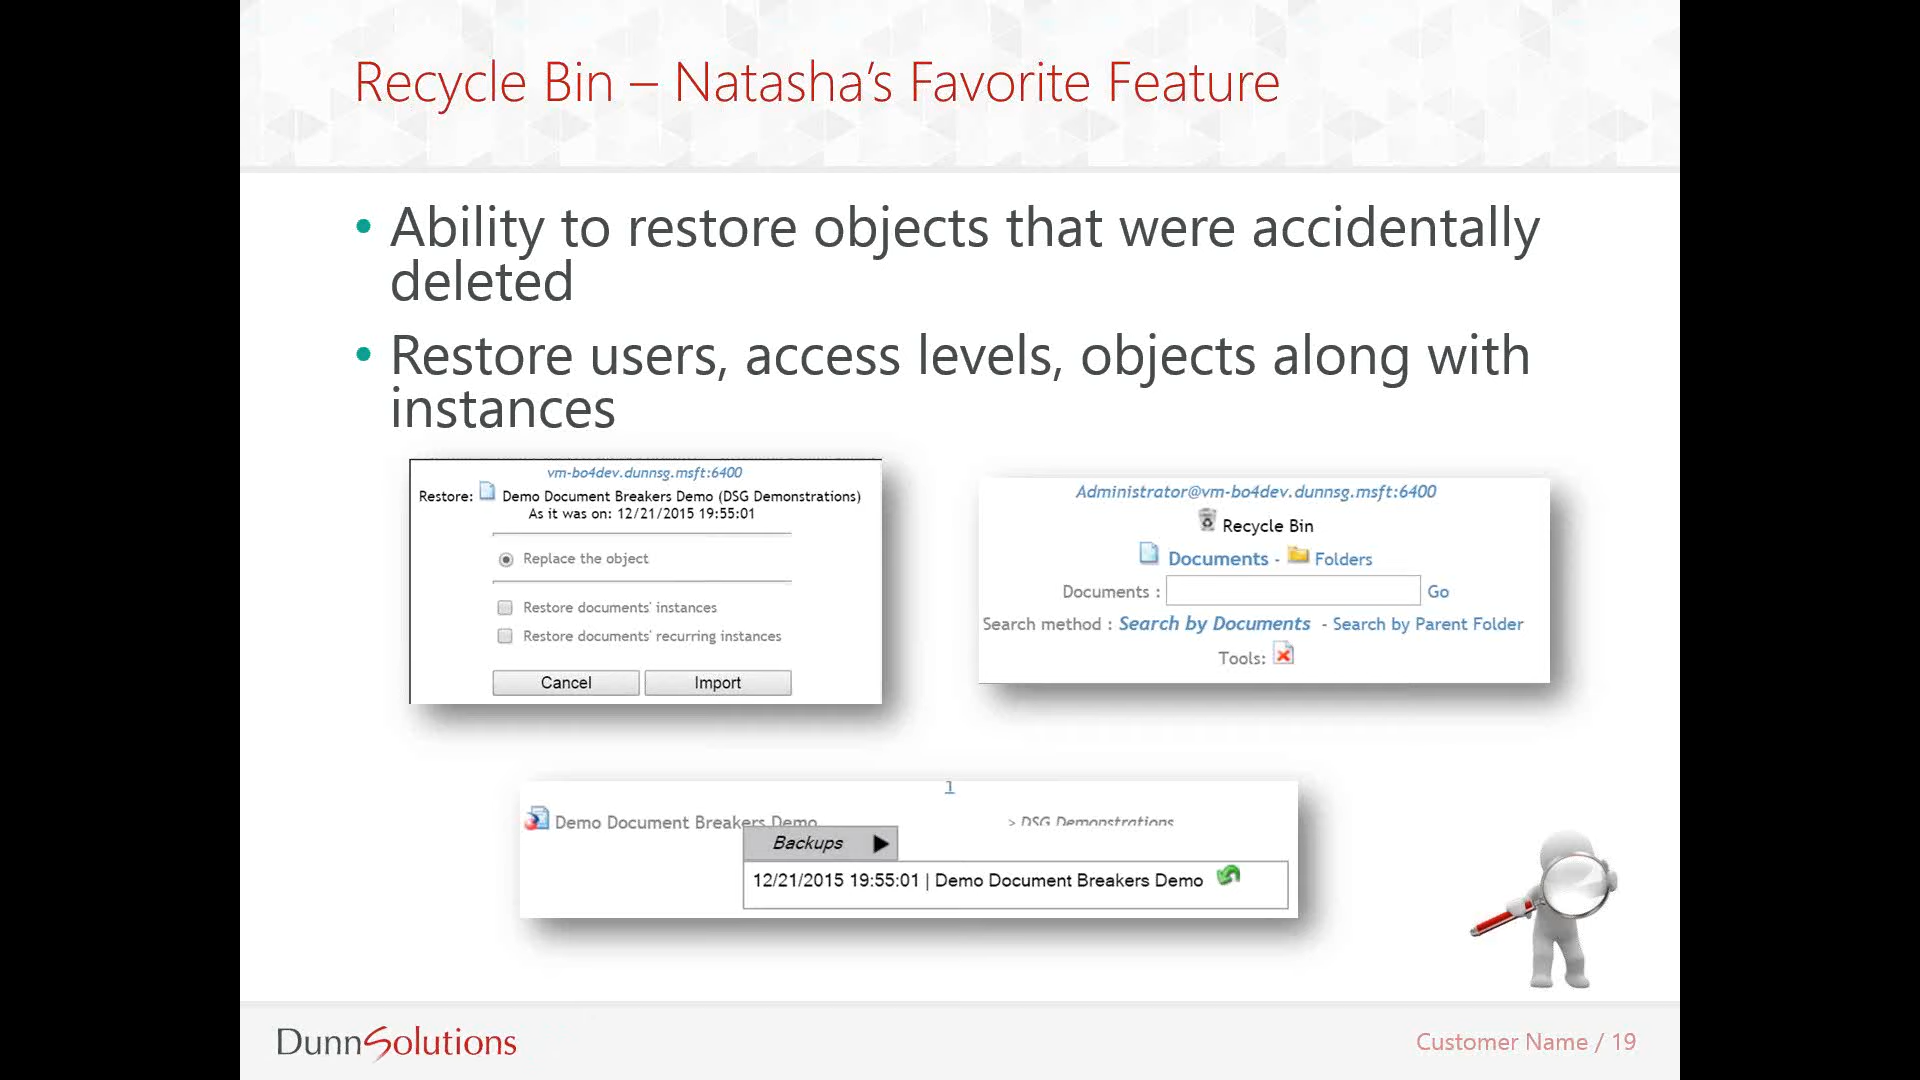 Recycle Bin – Natasha's Favorite Feature
• Ability to restore objects that were accidentally
deleted
• Restore users, access levels, objects along with
instances
vm-bo4dev.dunnsg.msft:6400
Restore: Demo Document Breakers Demo (DSG Demonstrations)
As it was on: 12/21/2015 19:55:01
Replace the object
Restore documents' instances
Restore documents' recurring instances
Cancel Import
Administrator@vm-bo4dev.dunnsg.msft:6400
Recycle Bin
Documents - Folders
Documents : Go
Search method : Search by Documents - Search by Parent Folder
Tools:
1
Demo Document Breakers Demo > DSG Demonstrations
Backups
12/21/2015 19:55:01 | Demo Document Breakers Demo
DunnSolutions
Customer Name / 19